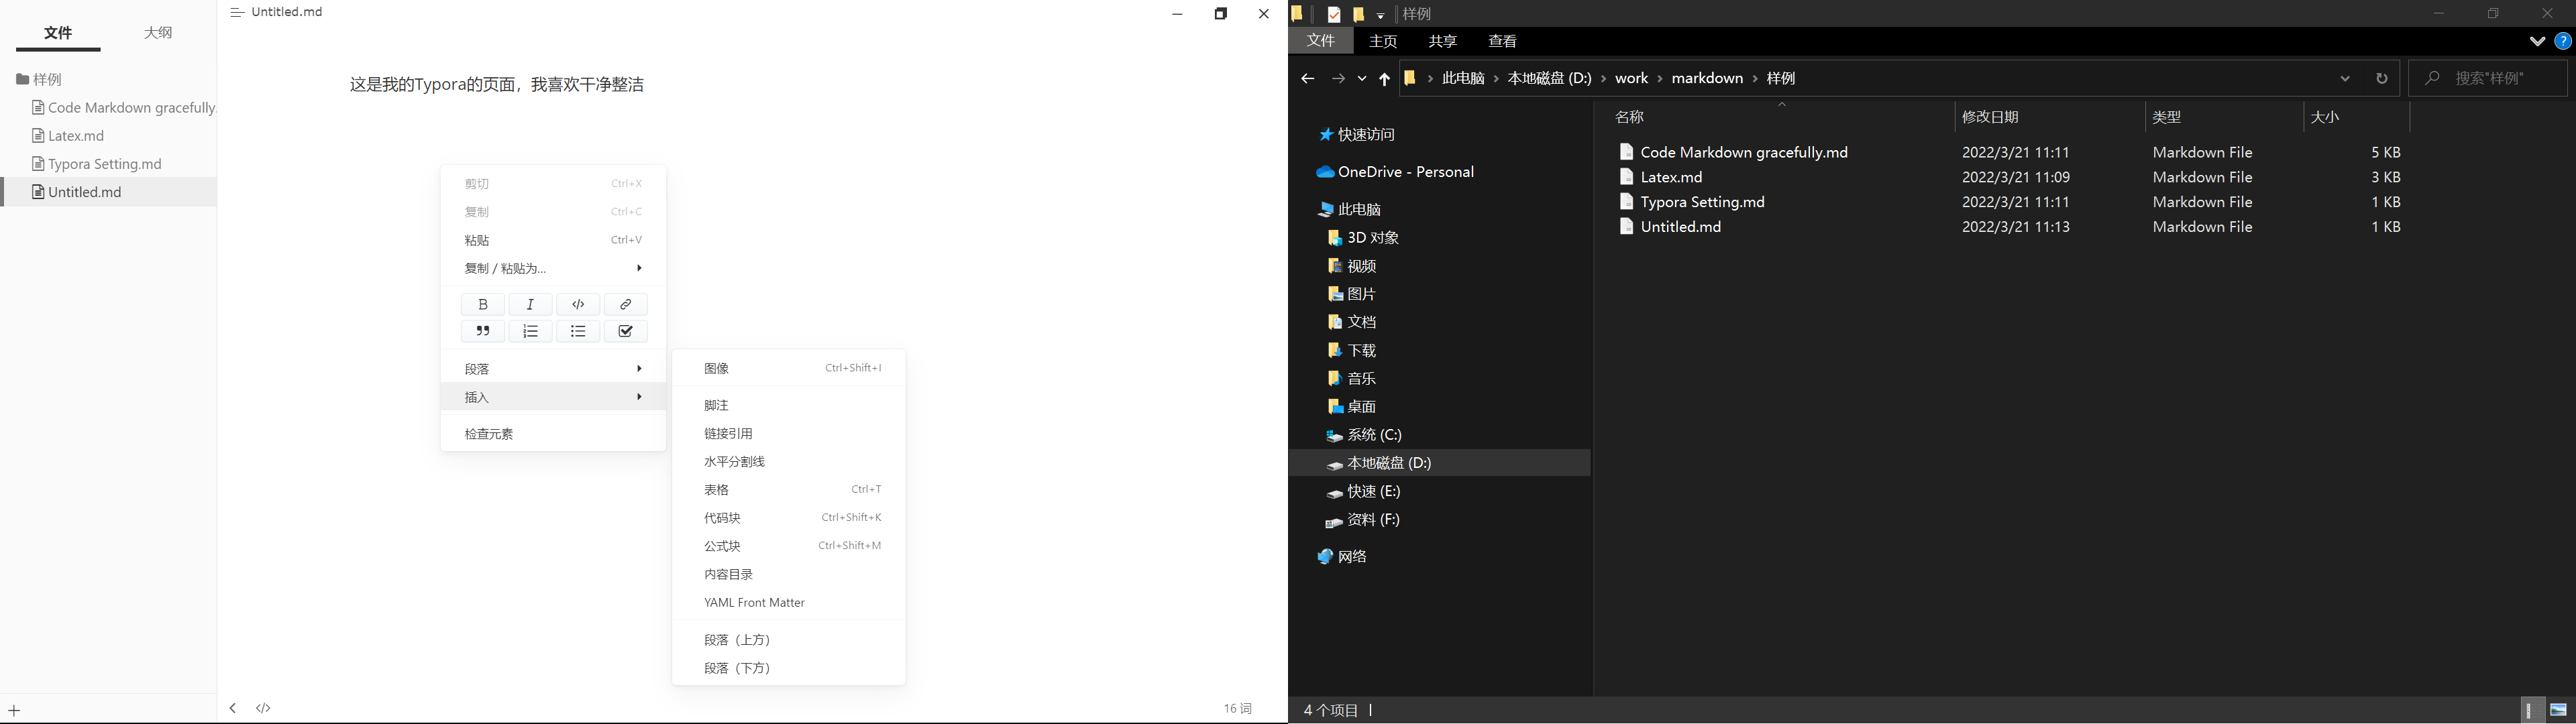 文件 大纲
样例
Code Markdown gracefully.
Latex.md
Typora Setting.md
Untitled.md
Untitled.md
这是我的Typora的页面，我喜欢干净整洁
剪切 Ctrl+X
复制 Ctrl+C
粘贴 Ctrl+V
复制 / 粘贴为...
B I </>
段落
插入
检查元素
图像 Ctrl+Shift+I
脚注
链接引用
水平分割线
表格 Ctrl+T
代码块 Ctrl+Shift+K
公式块 Ctrl+Shift+M
内容目录
YAML Front Matter
段落（上方）
段落（下方）
</> 16 词
样例
文件 主页 共享 查看
此电脑 本地磁盘 (D:) work markdown 样例
搜索"样例"
快速访问
OneDrive - Personal
此电脑
3D 对象
视频
图片
文档
下载
音乐
桌面
系统 (C:)
本地磁盘 (D:)
快速 (E:)
资料 (F:)
网络
名称 修改日期 类型 大小
Code Markdown gracefully.md 2022/3/21 11:11 Markdown File 5 KB
Latex.md 2022/3/21 11:09 Markdown File 3 KB
Typora Setting.md 2022/3/21 11:11 Markdown File 1 KB
Untitled.md 2022/3/21 11:13 Markdown File 1 KB
4 个项目